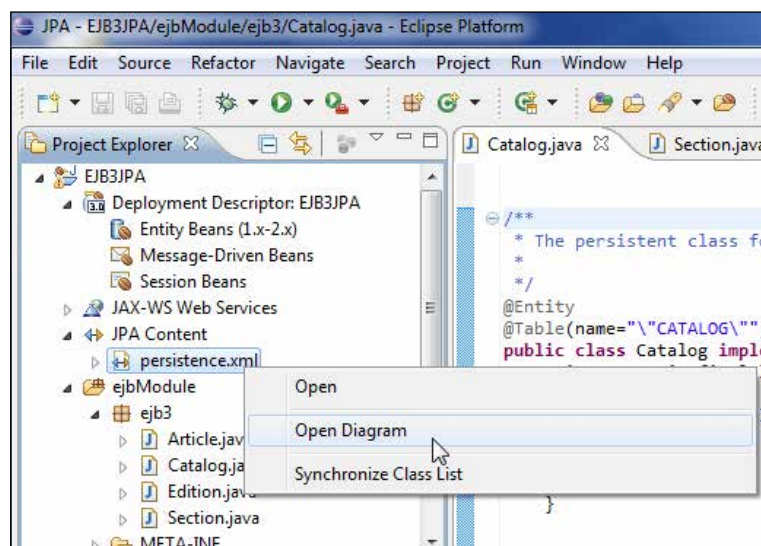 JPA - EJB3JPA/ejbModule/ejb3/Catalog.java - Eclipse Platform
File Edit Source Refactor Navigate Search Project Run Window Help
Project Explorer
Catalog.java
Section.java
EJB3JPA
3.0 Deployment Descriptor: EJB3JPA
Entity Beans (1.x-2.x)
Message-Driven Beans
Session Beans
JAX-WS Web Services
JPA Content
persistence.xml
ejbModule
ejb3
Article.jav
Catalog.ja
Edition.java
Section.java
META-INF
/**
* The persistent class fo
*
*/
@Entity
@Table(name="\"CATALOG\""
public class Catalog imple
Open
Open Diagram
Synchronize Class List
}